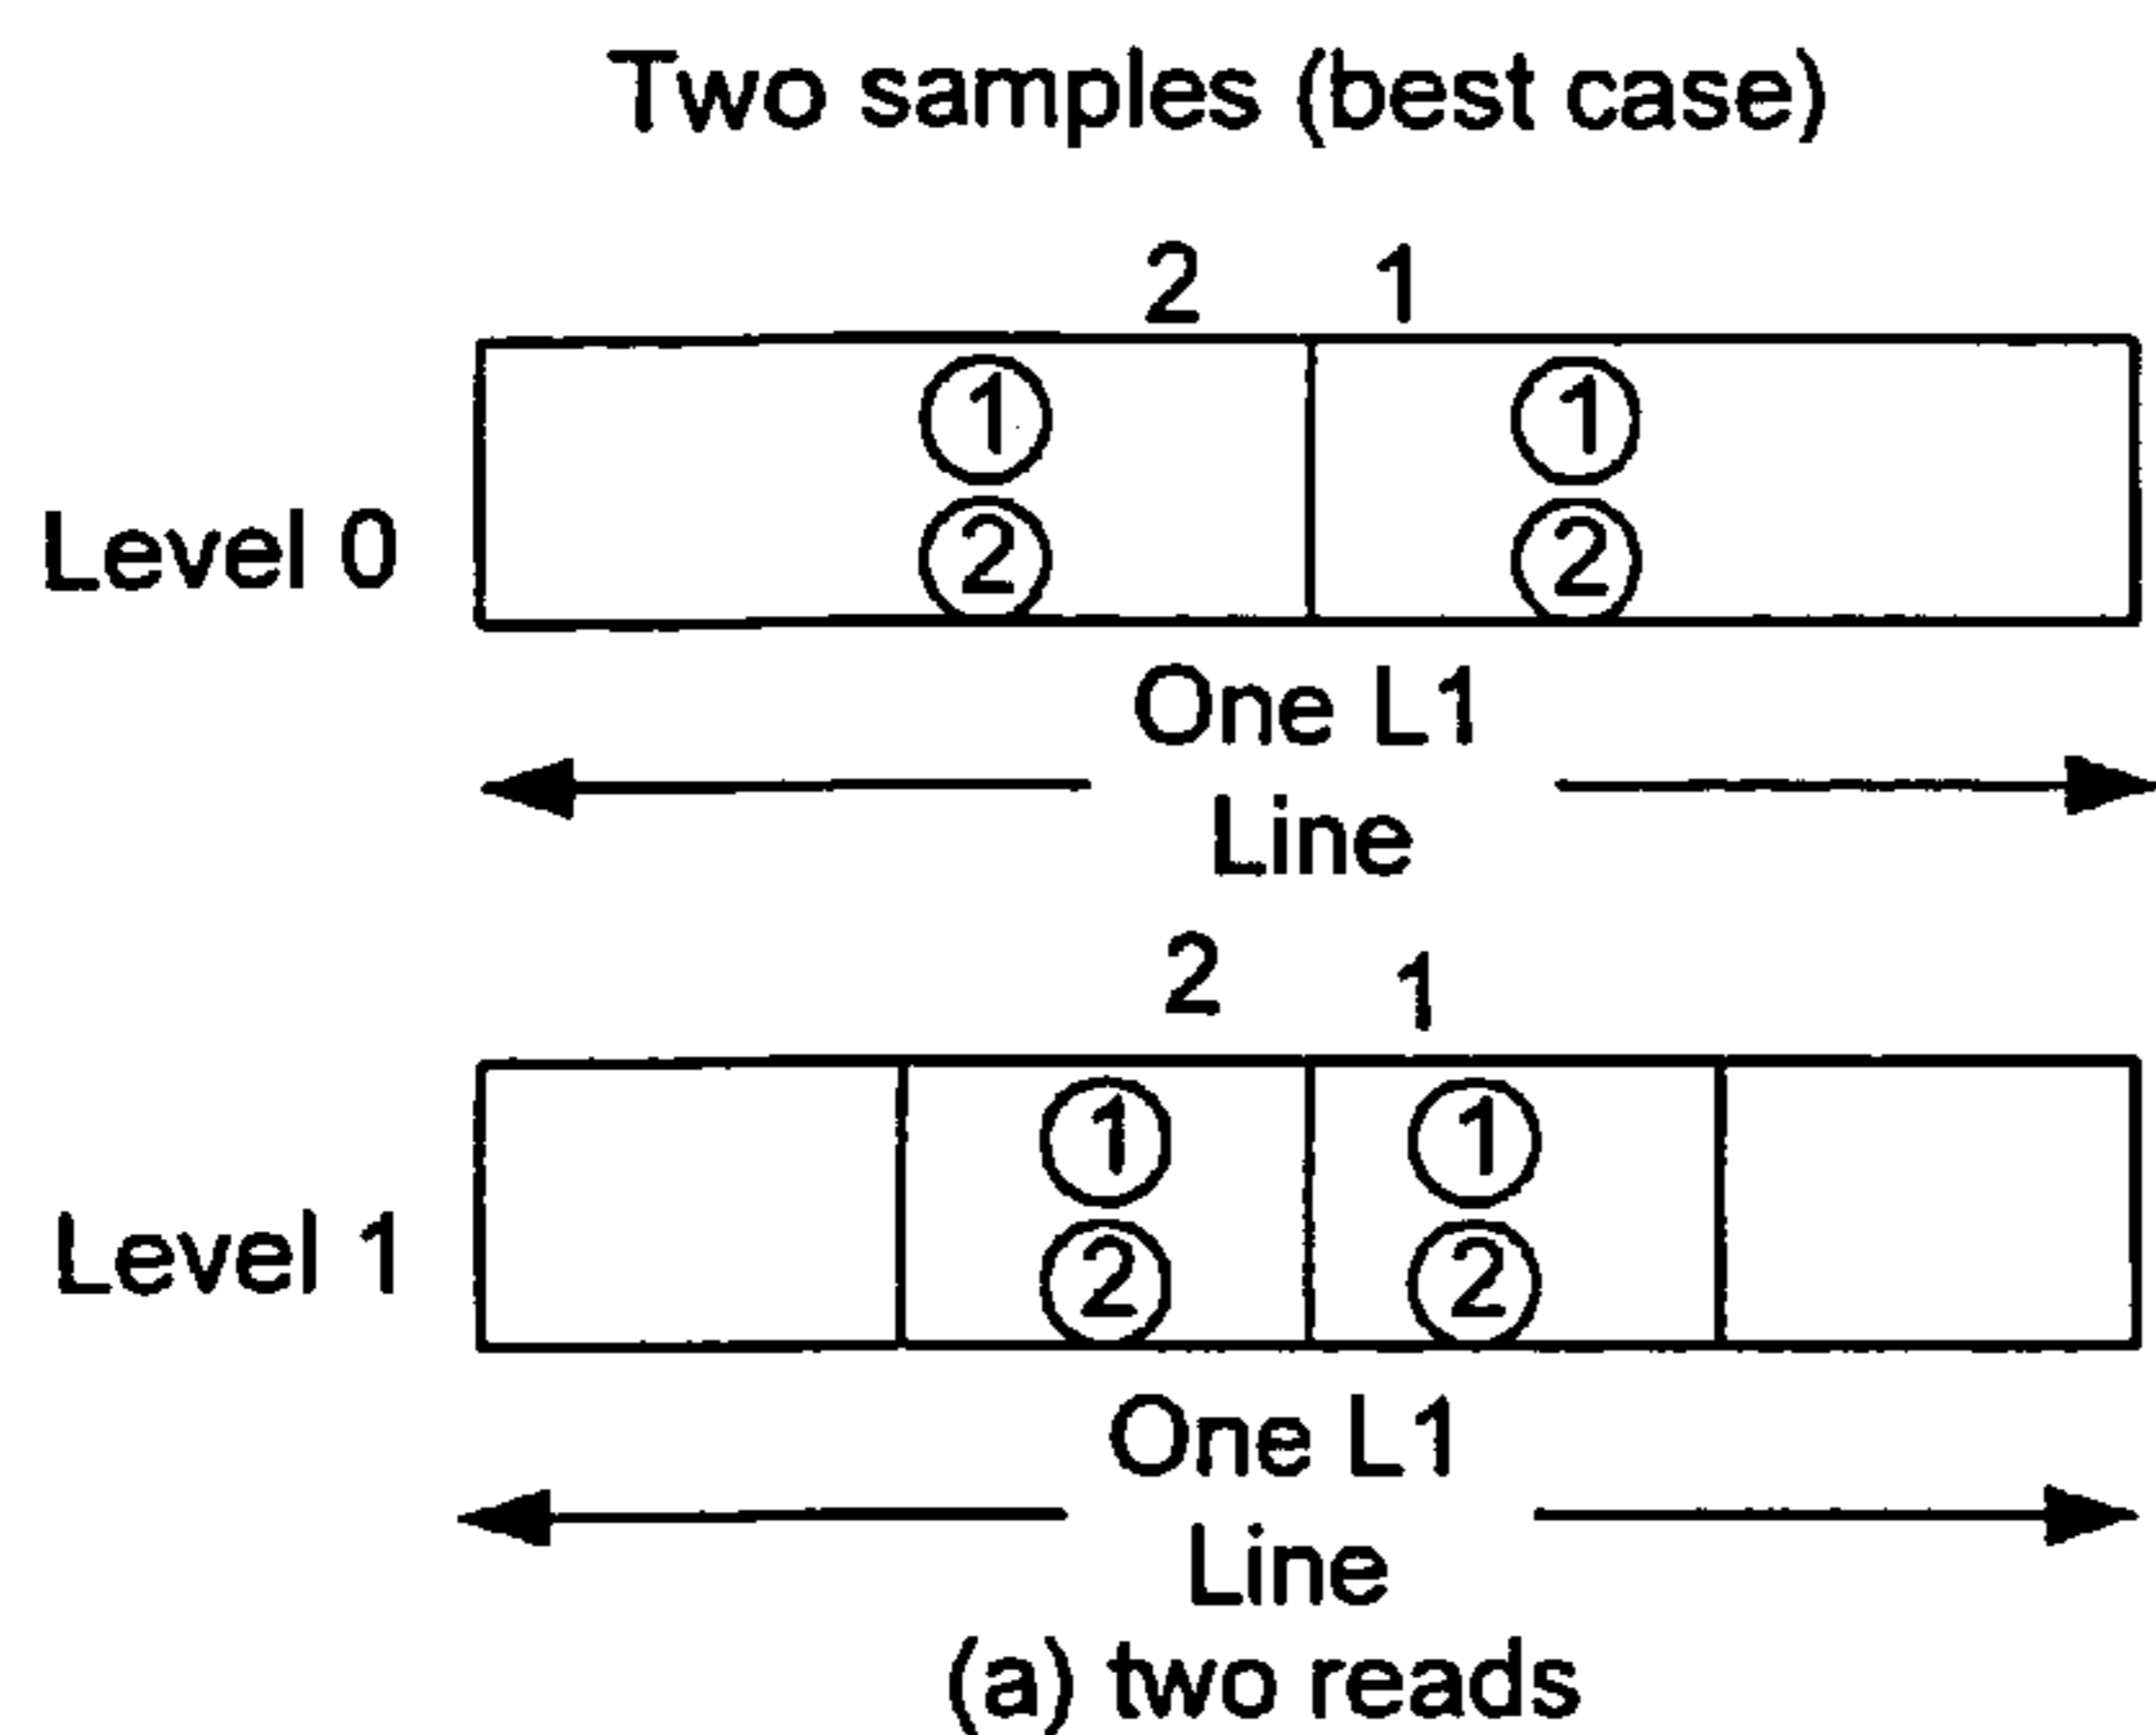 Two samples (best case)
2 1
1 1
Level 0
2 2
One L1
Line
2 1
1 1
Level 1
2 2
One L1
Line
(a) two reads